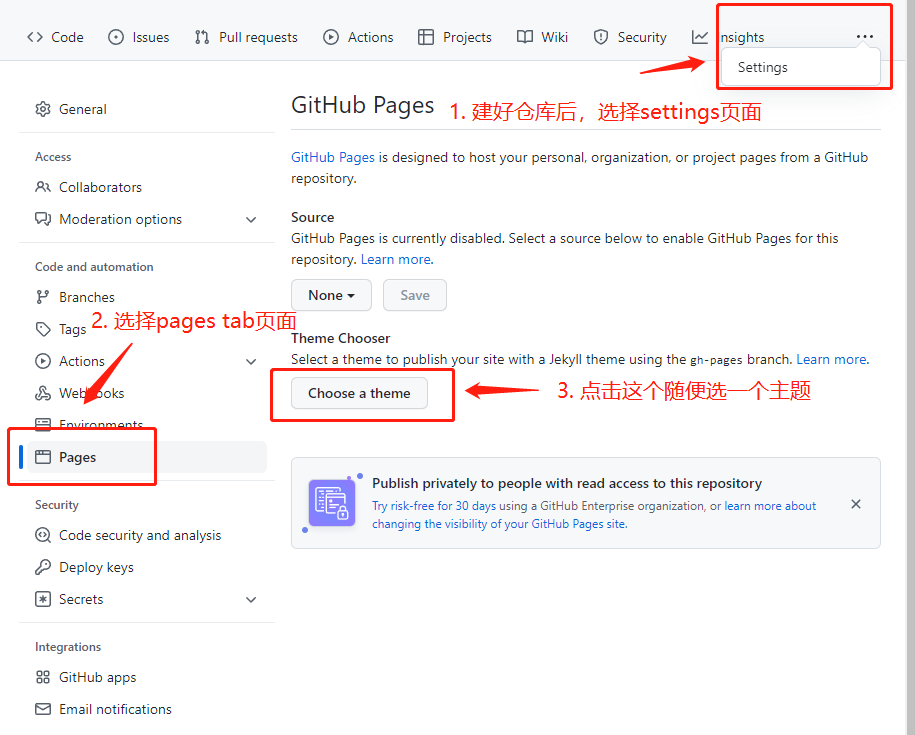 Code
Issues
Pull requests
Actions
Projects
Wiki
Security
Insights
...
Settings
General
Access
Collaborators
Moderation options
Code and automation
Branches
Tags
2. 选择pages tab页面
Actions
Webhooks
Environments
Pages
Security
Code security and analysis
Deploy keys
Secrets
Integrations
GitHub apps
Email notifications
GitHub Pages
1. 建好仓库后，选择settings页面
GitHub Pages is designed to host your personal, organization, or project pages from a GitHub
repository.
Source
GitHub Pages is currently disabled. Select a source below to enable GitHub Pages for this
repository. Learn more.
None
Save
Theme Chooser
Select a theme to publish your site with a Jekyll theme using the gh-pages branch. Learn more.
Choose a theme
3. 点击这个随便选一个主题
Publish privately to people with read access to this repository
Try risk-free for 30 days using a GitHub Enterprise organization, or learn more about
changing the visibility of your GitHub Pages site.